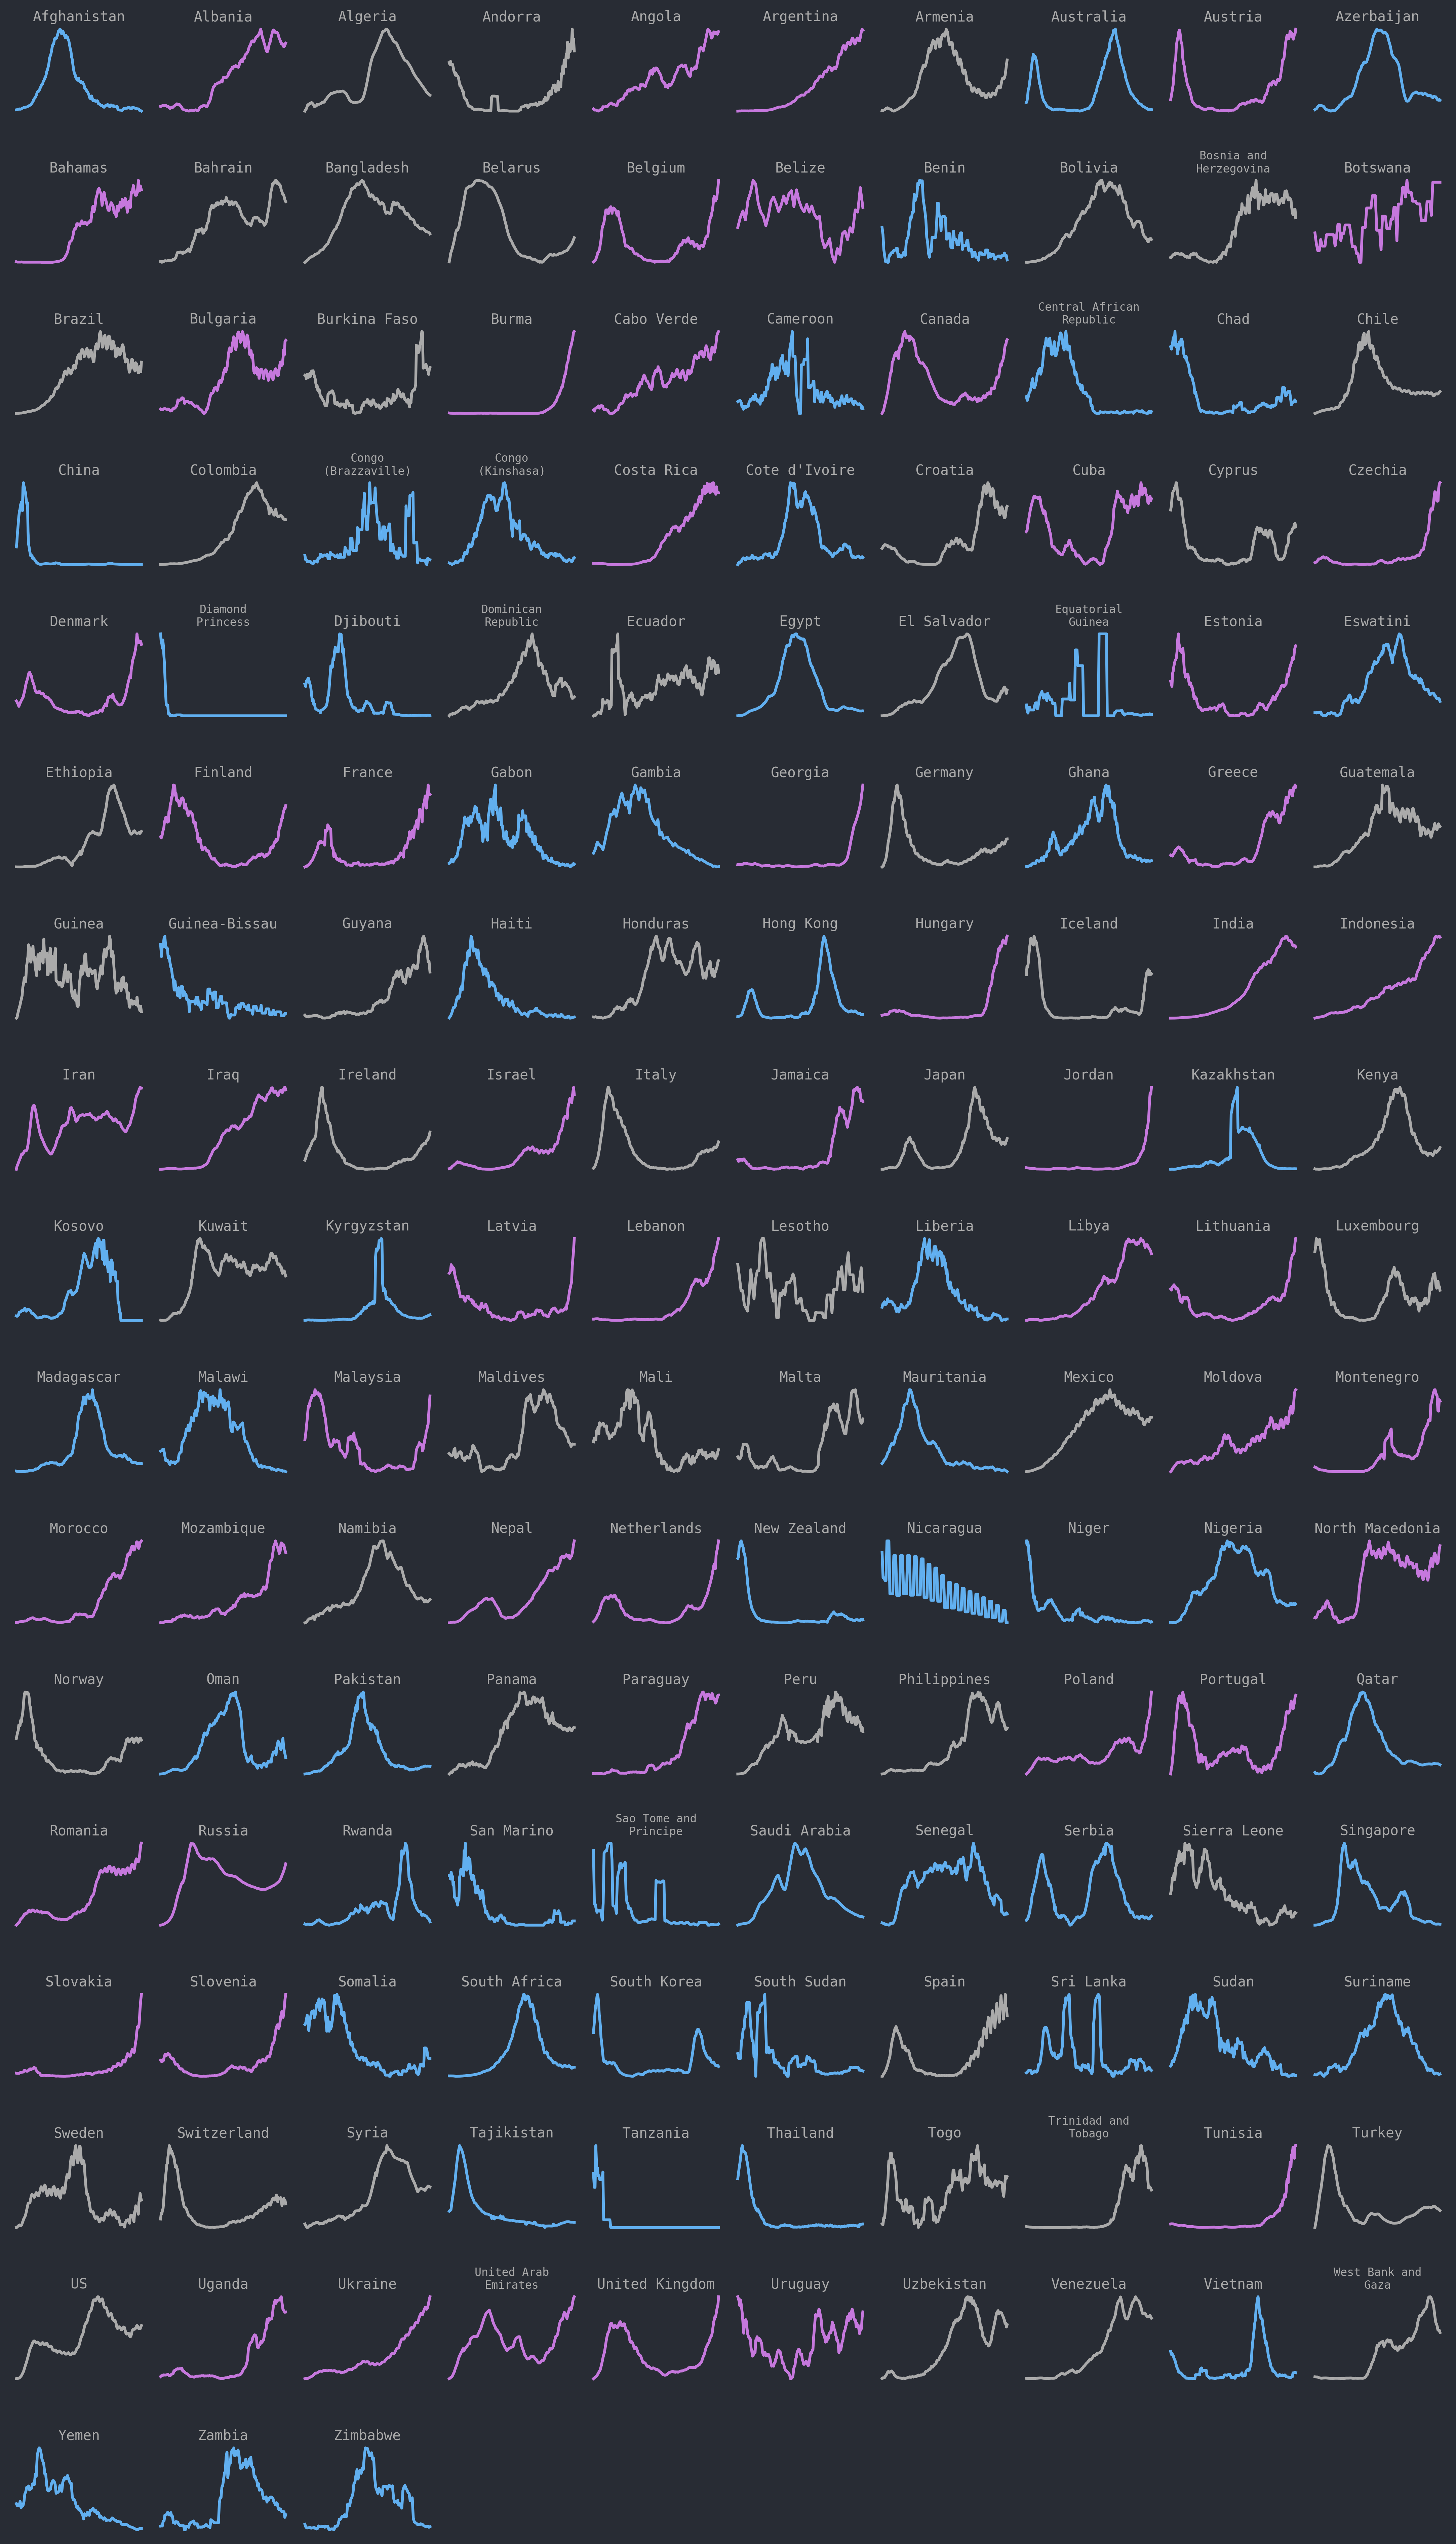 Afghanistan
Albania
Algeria
Andorra
Angola
Argentina
Armenia
Australia
Austria
Azerbaijan
Bahamas
Bahrain
Bangladesh
Belarus
Belgium
Belize
Benin
Bolivia
Bosnia and
Herzegovina
Botswana
Brazil
Bulgaria
Burkina Faso
Burma
Cabo Verde
Cameroon
Canada
Central African
Republic
Chad
Chile
China
Colombia
Congo
(Brazzaville)
Congo
(Kinshasa)
Costa Rica
Cote d'Ivoire
Croatia
Cuba
Cyprus
Czechia
Denmark
Diamond
Princess
Djibouti
Dominican
Republic
Ecuador
Egypt
El Salvador
Equatorial
Guinea
Estonia
Eswatini
Ethiopia
Finland
France
Gabon
Gambia
Georgia
Germany
Ghana
Greece
Guatemala
Guinea
Guinea-Bissau
Guyana
Haiti
Honduras
Hong Kong
Hungary
Iceland
India
Indonesia
Iran
Iraq
Ireland
Israel
Italy
Jamaica
Japan
Jordan
Kazakhstan
Kenya
Kosovo
Kuwait
Kyrgyzstan
Latvia
Lebanon
Lesotho
Liberia
Libya
Lithuania
Luxembourg
Madagascar
Malawi
Malaysia
Maldives
Mali
Malta
Mauritania
Mexico
Moldova
Montenegro
Morocco
Mozambique
Namibia
Nepal
Netherlands
New Zealand
Nicaragua
Niger
Nigeria
North Macedonia
Norway
Oman
Pakistan
Panama
Paraguay
Peru
Philippines
Poland
Portugal
Qatar
Romania
Russia
Rwanda
San Marino
Sao Tome and
Principe
Saudi Arabia
Senegal
Serbia
Sierra Leone
Singapore
Slovakia
Slovenia
Somalia
South Africa
South Korea
South Sudan
Spain
Sri Lanka
Sudan
Suriname
Sweden
Switzerland
Syria
Tajikistan
Tanzania
Thailand
Togo
Trinidad and
Tobago
Tunisia
Turkey
US
Uganda
Ukraine
United Arab
Emirates
United Kingdom
Uruguay
Uzbekistan
Venezuela
Vietnam
West Bank and
Gaza
Yemen
Zambia
Zimbabwe